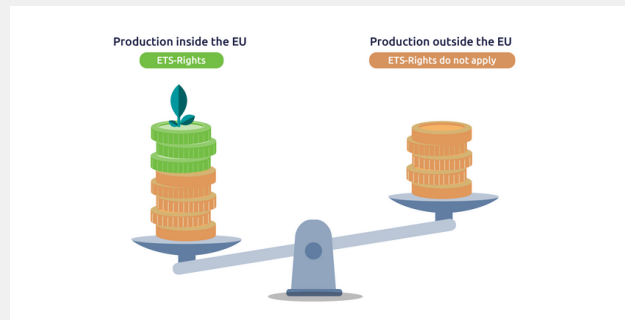 Production inside the EU
ETS-Rights
Production outside the EU
ETS-Rights do not apply